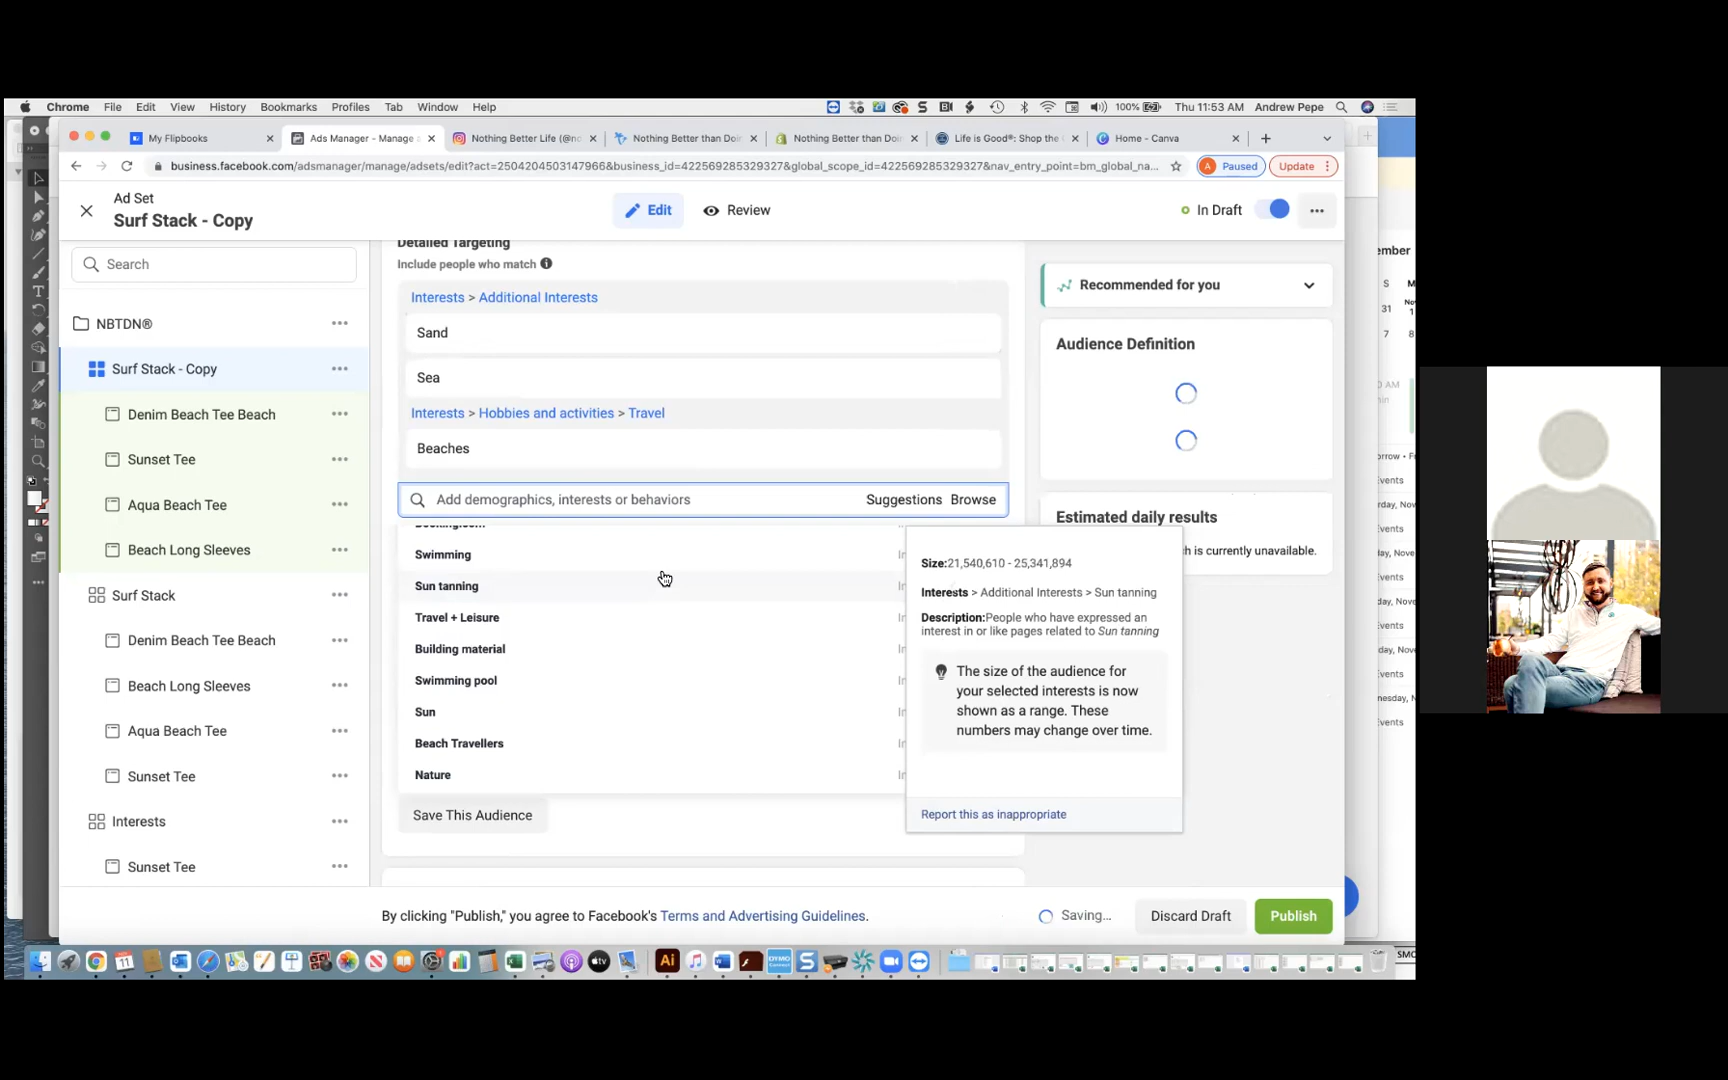 Chrome File Edit View History Bookmarks Profiles Tab Window Help
100% Thu 11:53 AM Andrew Pepe
My Flipbooks
Ads Manager - Manage
Nothing Better Life (@nc
Nothing Better than Doin
Nothing Better than Doin
Life is Good®: Shop the
Home - Canva
business.facebook.com/adsmanager/manage/adsets/edit?act=2504204503147966&business_id=422569285329327&global_scope_id=422569285329327&nav_entry_point=bm_global_na...
A Paused
Update
Ad Set
Surf Stack - Copy
Edit
Review
In Draft
Search
NBTDN®
Surf Stack - Copy
Denim Beach Tee Beach
Sunset Tee
Aqua Beach Tee
Beach Long Sleeves
Surf Stack
Denim Beach Tee Beach
Beach Long Sleeves
Aqua Beach Tee
Sunset Tee
Interests
Sunset Tee
Detailed Targeting
Include people who match
Interests > Additional Interests
Sand
Sea
Interests > Hobbies and activities > Travel
Beaches
Add demographics, interests or behaviors
Suggestions Browse
Booking.com
Swimming
Sun tanning
Travel + Leisure
Building material
Swimming pool
Sun
Beach Travellers
Nature
Save This Audience
Size:21,540,610 - 25,341,894
Interests > Additional Interests > Sun tanning
Description:People who have expressed an
interest in or like pages related to Sun tanning
The size of the audience for
your selected interests is now
shown as a range. These
numbers may change over time.
Report this as inappropriate
Recommended for you
Audience Definition
Estimated daily results
ch is currently unavailable.
By clicking "Publish," you agree to Facebook's Terms and Advertising Guidelines.
Saving...
Discard Draft
Publish
ember
S M
31
7 8